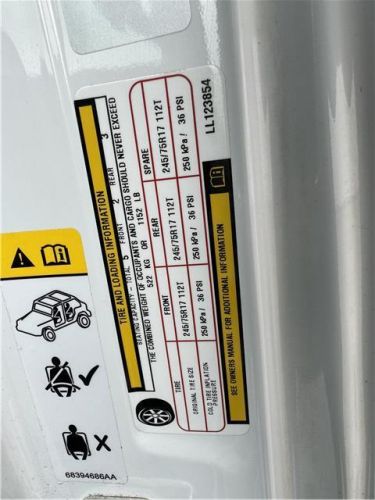 TIRE AND LOADING INFORMATION
SEATING CAPACITY - TOTAL 5 FRONT 2 REAR 3
THE COMBINED WEIGHT OF OCCUPANTS AND CARGO SHOULD NEVER EXCEED
522 KG OR 1152 LB
TIRE FRONT REAR SPARE
ORIGINAL TIRE SIZE 245/75R17 112T 245/75R17 112T 245/75R17 112T
COLD TIRE INFLATION
PRESSURE 250 kPa/ 36 PSI 250 kPa/ 36 PSI 250 kPa/ 36 PSI
SEE OWNERS MANUAL FOR ADDITIONAL INFORMATION
LL123854
68394686AA